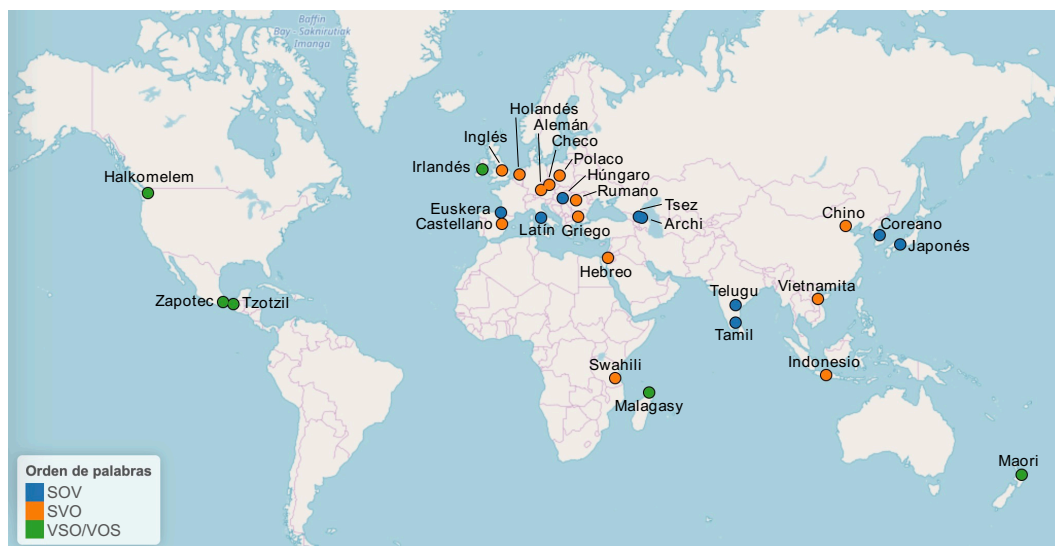 Baffin
Bay - Saknirutiak
Imanga
Holandés
Alemán
Inglés
Checo
Polaco
Irlandés
Húngaro
Halkomelem
Rumano
Euskera
Tsez
Chino
Castellano
Latín
Griego
Archi
Coreano
Japonés
Hebreo
Zapotec
Tzotzil
Telugu
Vietnamita
Tamil
Swahili
Indonesio
Malagasy
Maori
Orden de palabras
SOV
SVO
VSO/VOS